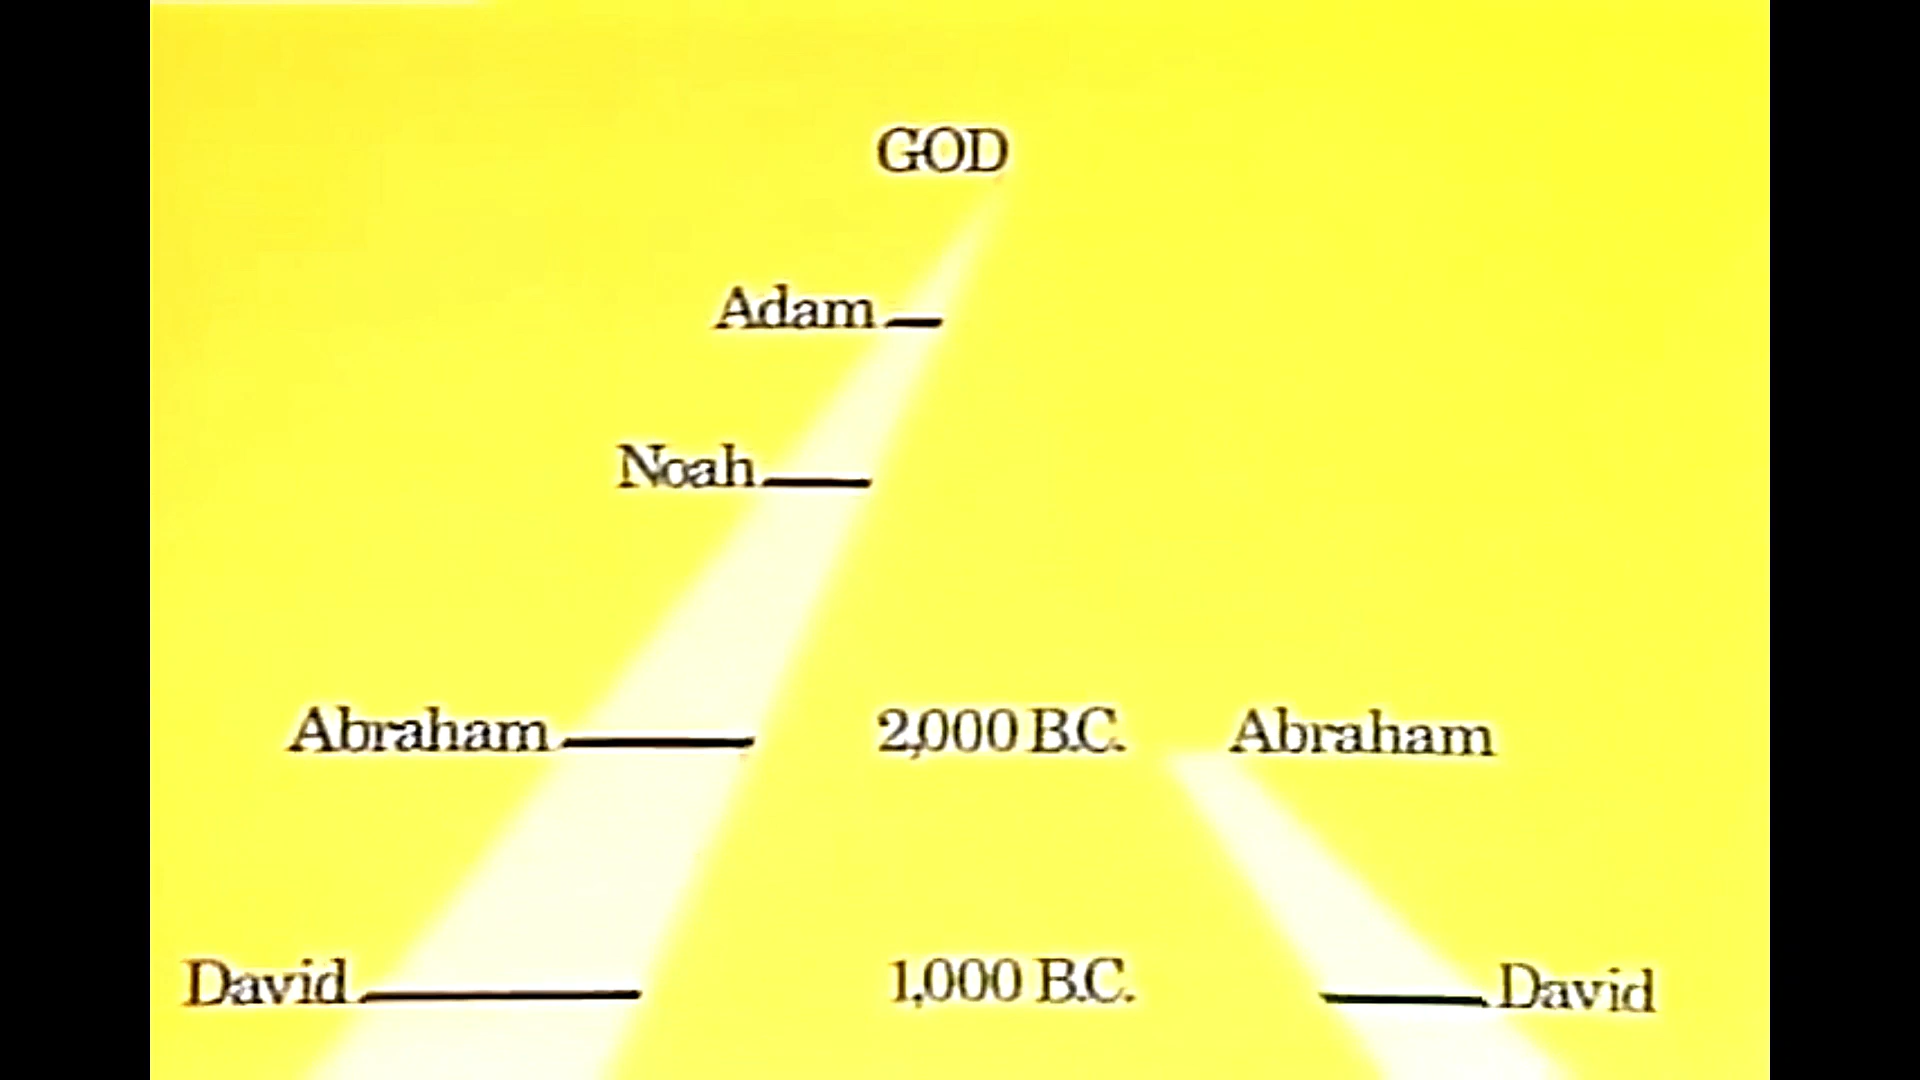 GOD
Adam
Noah
Abraham 2,000 B.C. Abraham
David 1,000 B.C. David